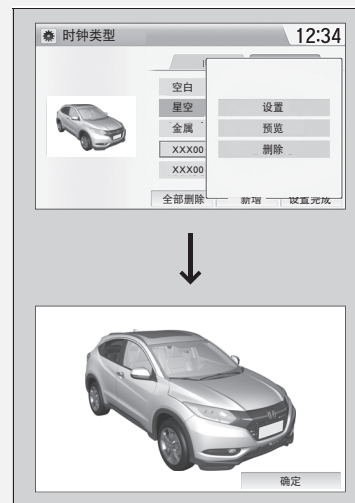 时钟类型 12:34
空白
星空
金属
XXX00
XXX00
设置
预览
删除
全部删除 新增 设置完成
确定